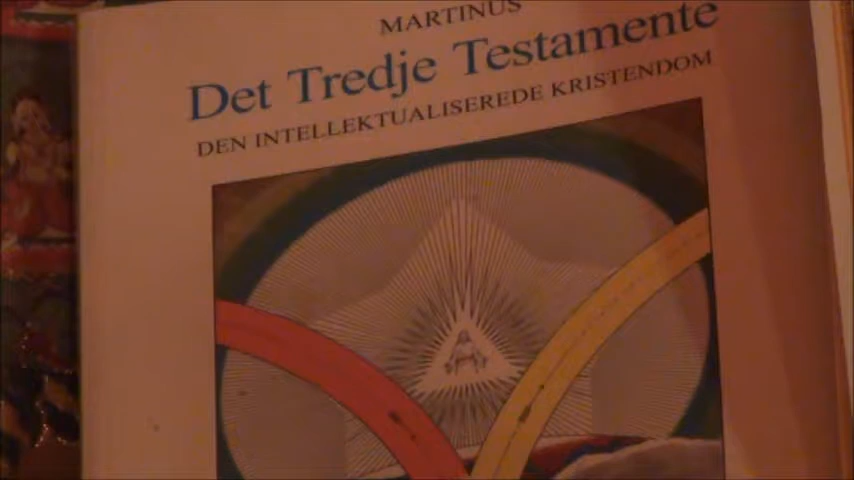 MARTINUS
Det Tredje Testamente
DEN INTELLEKTUALISEREDE KRISTENDOM